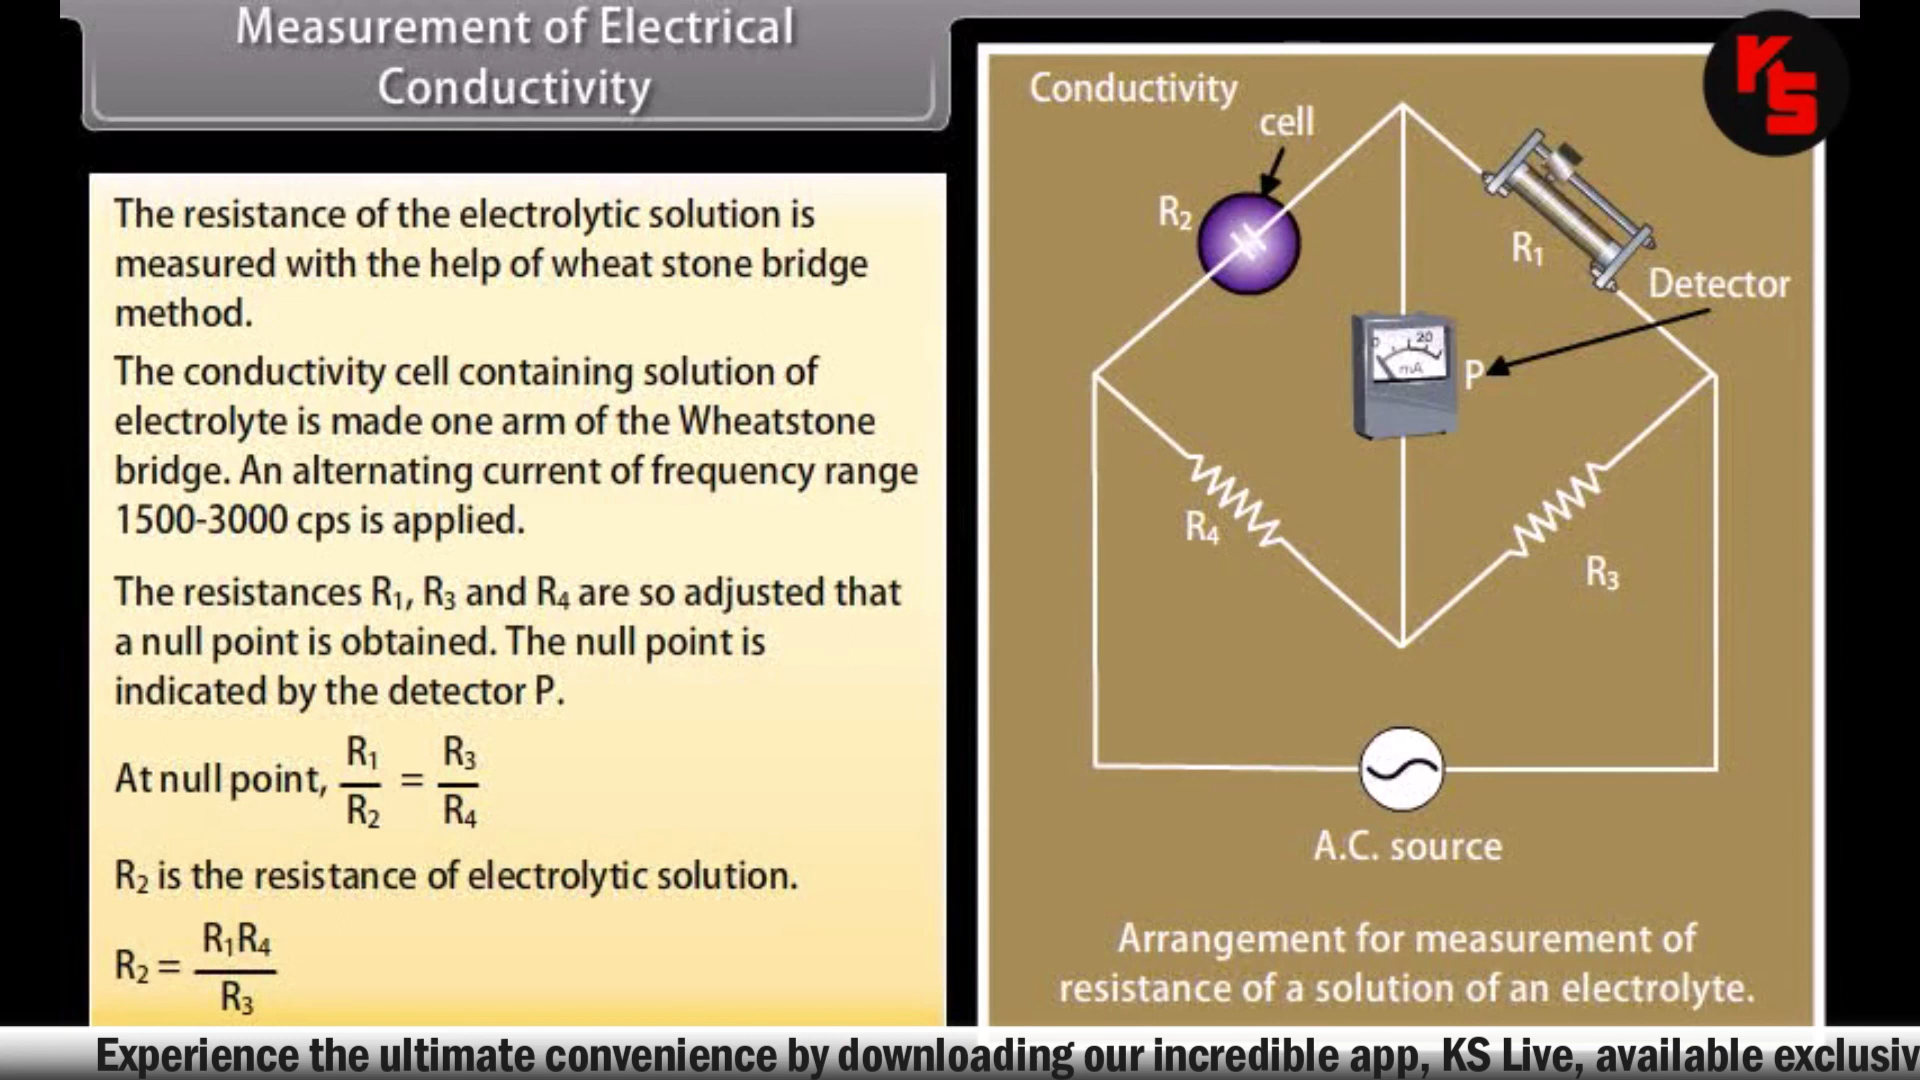 Measurement of Electrical
Conductivity
The resistance of the electrolytic solution is
measured with the help of wheat stone bridge
method.
The conductivity cell containing solution of
electrolyte is made one arm of the Wheatstone
bridge. An alternating current of frequency range
1500-3000 cps is applied.
The resistances R₁, R₃ and R₄ are so adjusted that
a null point is obtained. The null point is
indicated by the detector P.
At null point, R₁/R₂ = R₃/R₄
R₂ is the resistance of electrolytic solution.
R₂ = R₁R₄/R₃
KS
Conductivity
cell
R₂
R₁
Detector
0 20
mA
P
R₄
R₃
A.C. source
Arrangement for measurement of
resistance of a solution of an electrolyte.
Experience the ultimate convenience by downloading our incredible app, KS Live, available exclusiv